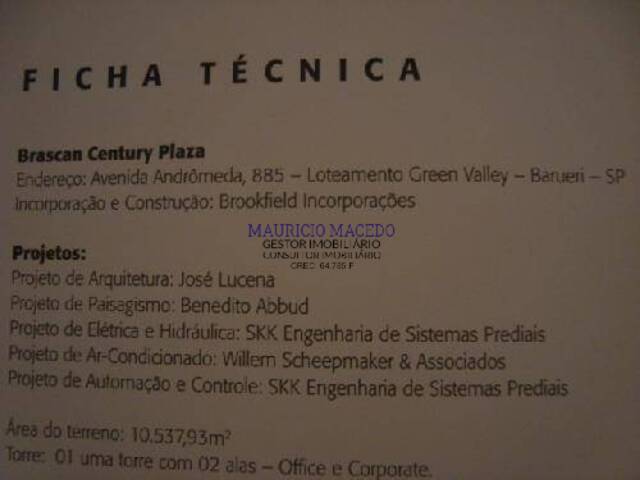 FICHA TÉCNICA
Brascan Century Plaza
Endereço: Avenida Andrômeda, 885 – Loteamento Green Valley – Barueri – SP
Incorporação e Construção: Brookfield Incorporações
MAURICIO MACEDO
GESTOR IMOBILIÁRIO
CONSULTOR IMOBILIÁRIO
CRECI
Projetos:
Projeto de Arquitetura: José Lucena
Projeto de Paisagismo: Benedito Abbud
Projeto de Elétrica e Hidráulica: SKK Engenharia de Sistemas Prediais
Projeto de Ar-Condicionado: Willem Scheepmaker & Associados
Projeto de Automação e Controle: SKK Engenharia de Sistemas Prediais
Área do terreno: 10.537,93m²
Torre: 01 uma torre com 02 alas – Office e Corporate.